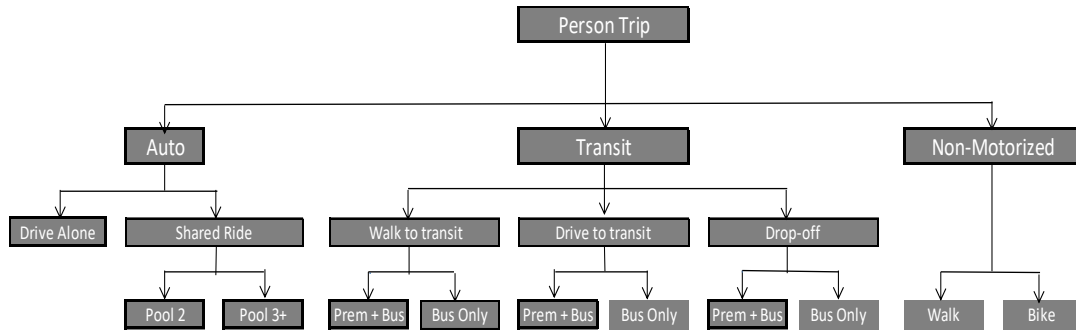 Person Trip
Auto
Transit
Non-Motorized
Drive Alone
Shared Ride
Walk to transit
Drive to transit
Drop-off
Pool 2
Pool 3+
Prem + Bus
Bus Only
Prem + Bus
Bus Only
Prem + Bus
Bus Only
Walk
Bike